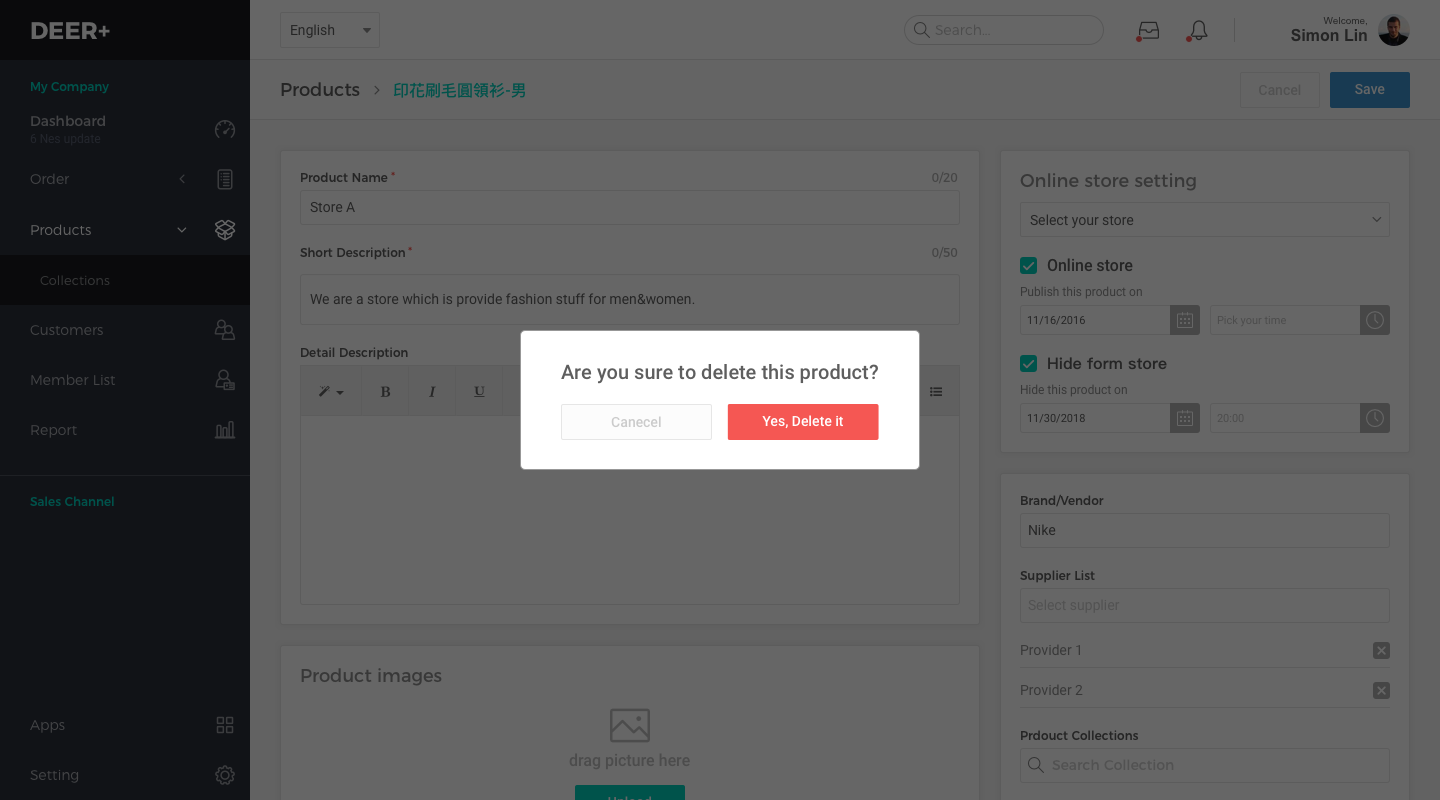 DEER+
English
Search...
Welcome,
Simon Lin
My Company
Dashboard
6 Nes update
Order
Products
Collections
Customers
Member List
Report
Sales Channel
Apps
Setting
Products > 印花刷毛圓領衫-男
Cancel
Save
Product Name*
0/20
Store A
Short Description*
0/50
We are a store which is provide fashion stuff for men&women.
Detail Description
B I U
Are you sure to delete this product?
Canecel
Yes, Delete it
Product images
drag picture here
Upload
Online store setting
Select your store
Online store
Publish this product on
11/16/2016
Pick your time
Hide form store
Hide this product on
11/30/2018
20:00
Brand/Vendor
Nike
Supplier List
Select supplier
Provider 1
Provider 2
Prdouct Collections
Search Collection